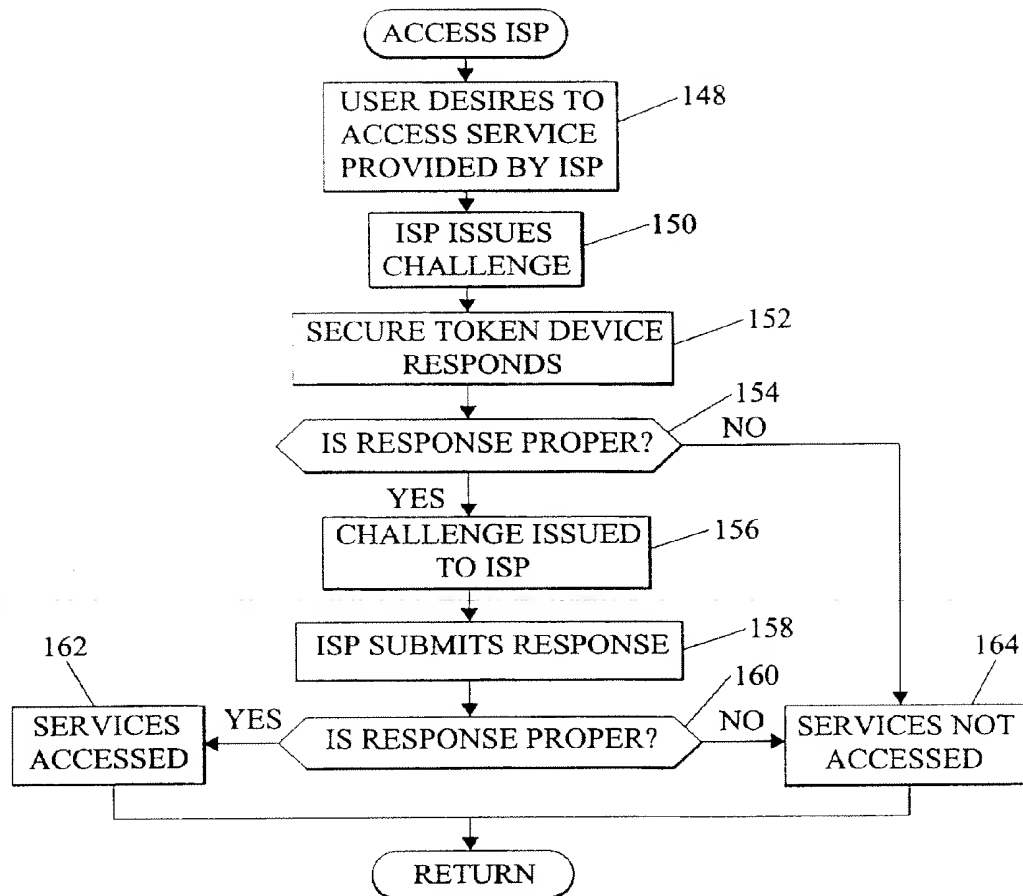 ACCESS ISP
USER DESIRES TO
ACCESS SERVICE
PROVIDED BY ISP
148
ISP ISSUES
CHALLENGE
150
SECURE TOKEN DEVICE
RESPONDS
152
154
IS RESPONSE PROPER?
NO
YES
CHALLENGE ISSUED
TO ISP
156
ISP SUBMITS RESPONSE
158
162
160
164
SERVICES
ACCESSED
YES
IS RESPONSE PROPER?
NO
SERVICES NOT
ACCESSED
RETURN